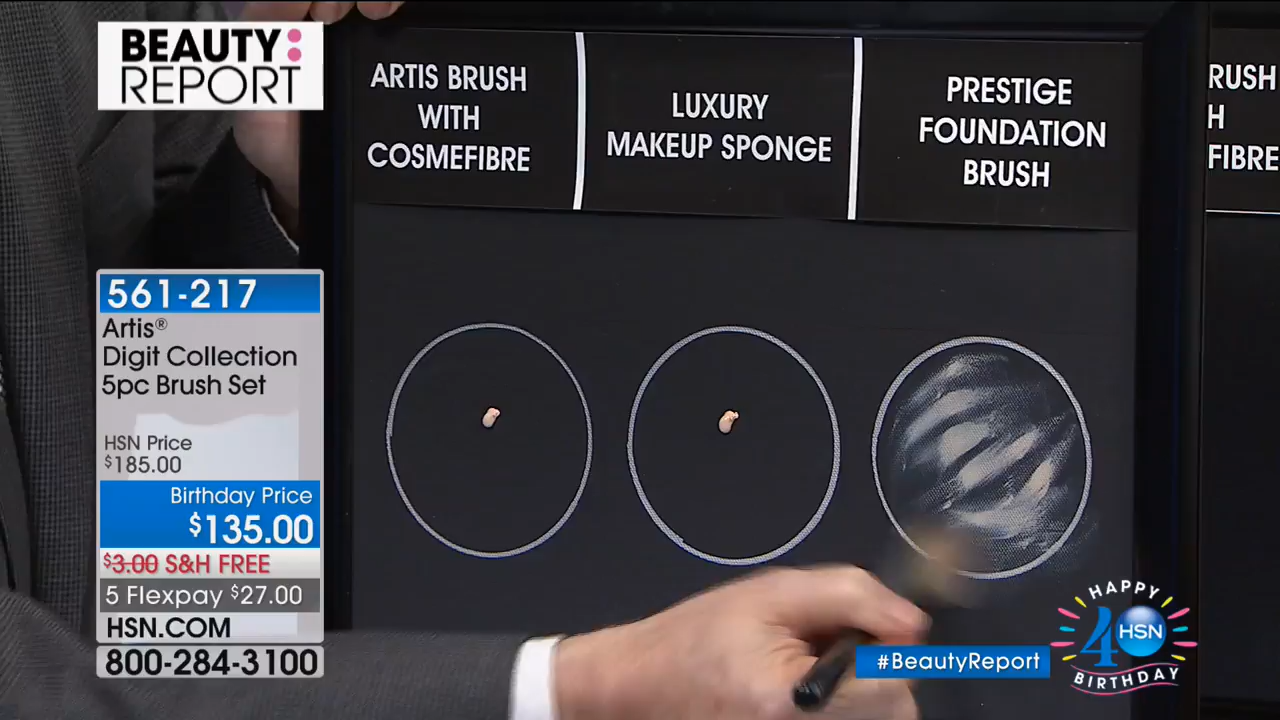 BEAUTY:
REPORT
ARTIS BRUSH
WITH
COSMEFIBRE
LUXURY
MAKEUP SPONGE
PRESTIGE
FOUNDATION
BRUSH
RUSH
H
FIBRE
561-217
Artis®
Digit Collection
5pc Brush Set
HSN Price
$185.00
Birthday Price
$135.00
$3.00 S&H FREE
5 Flexpay $27.00
HSN.COM
800-284-3100
#BeautyReport
HAPPY
40 HSN
BIRTHDAY